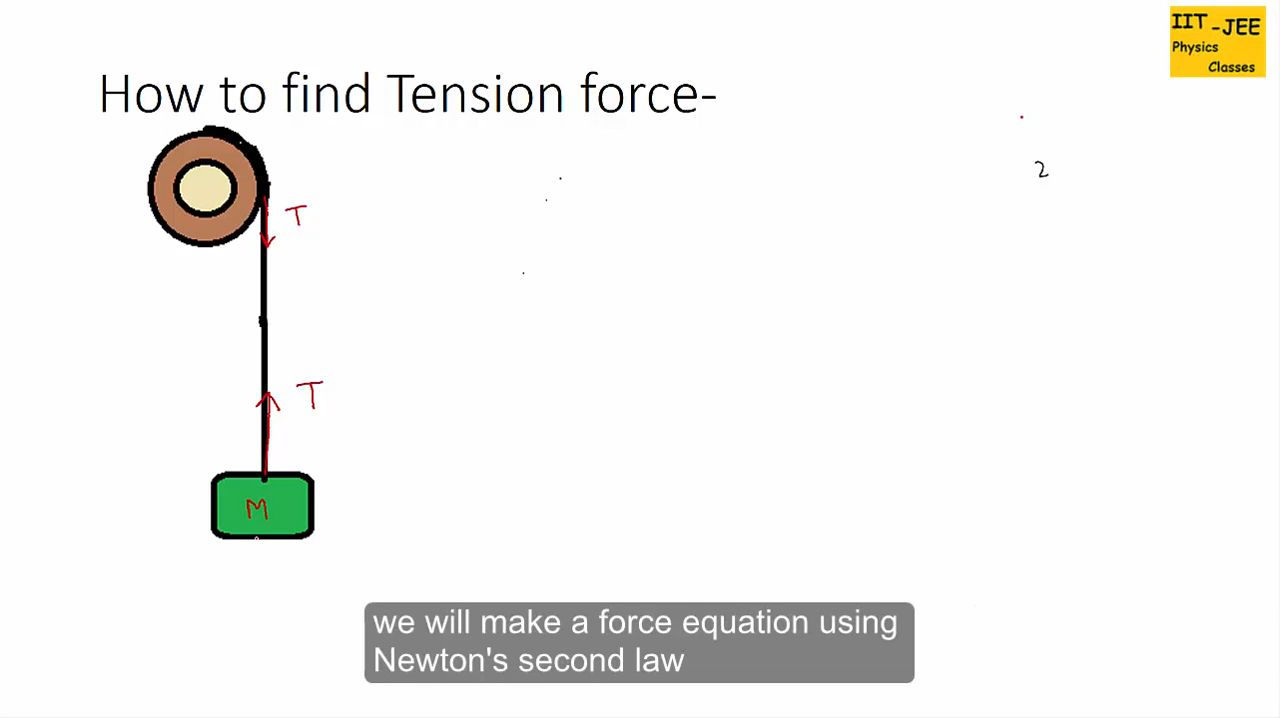 IIT-JEE
Physics
Classes
How to find Tension force-
2
T
T
M
we will make a force equation using
Newton's second law